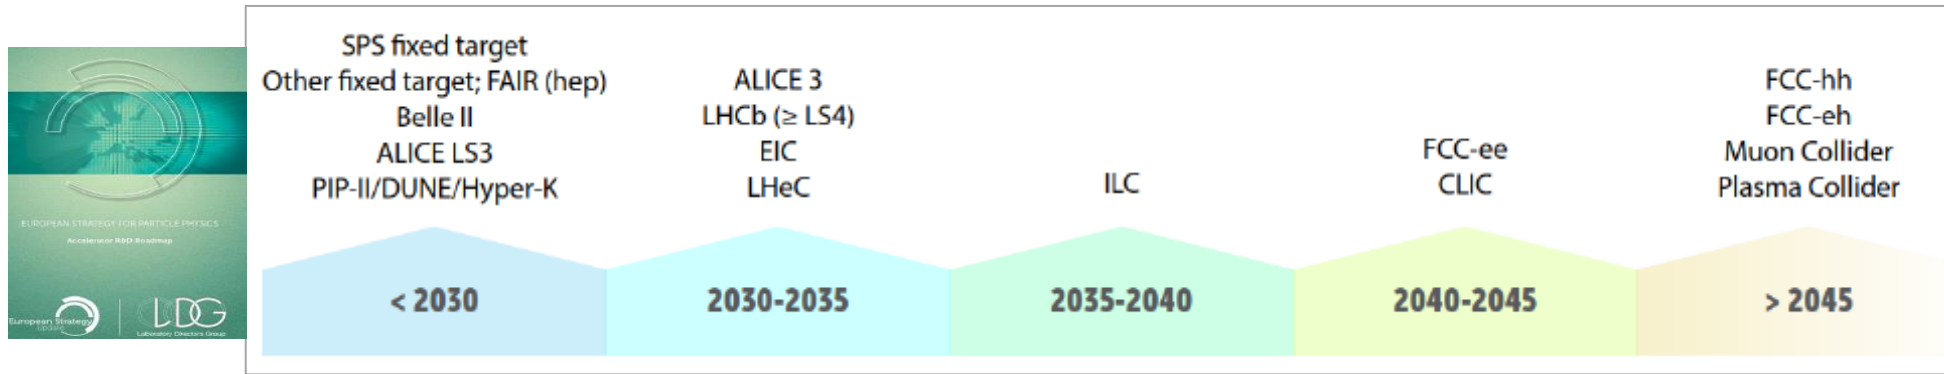 EUROPEAN STRATEGY FOR PARTICLE PHYSICS
Accelerator R&D Roadmap
European Strategy
Update
LDG
Laboratory Directors Group
SPS fixed target
Other fixed target; FAIR (hep)
Belle II
ALICE LS3
PIP-II/DUNE/Hyper-K
< 2030
ALICE 3
LHCb (≥ LS4)
EIC
LHeC
2030-2035
ILC
2035-2040
FCC-ee
CLIC
2040-2045
FCC-hh
FCC-eh
Muon Collider
Plasma Collider
> 2045